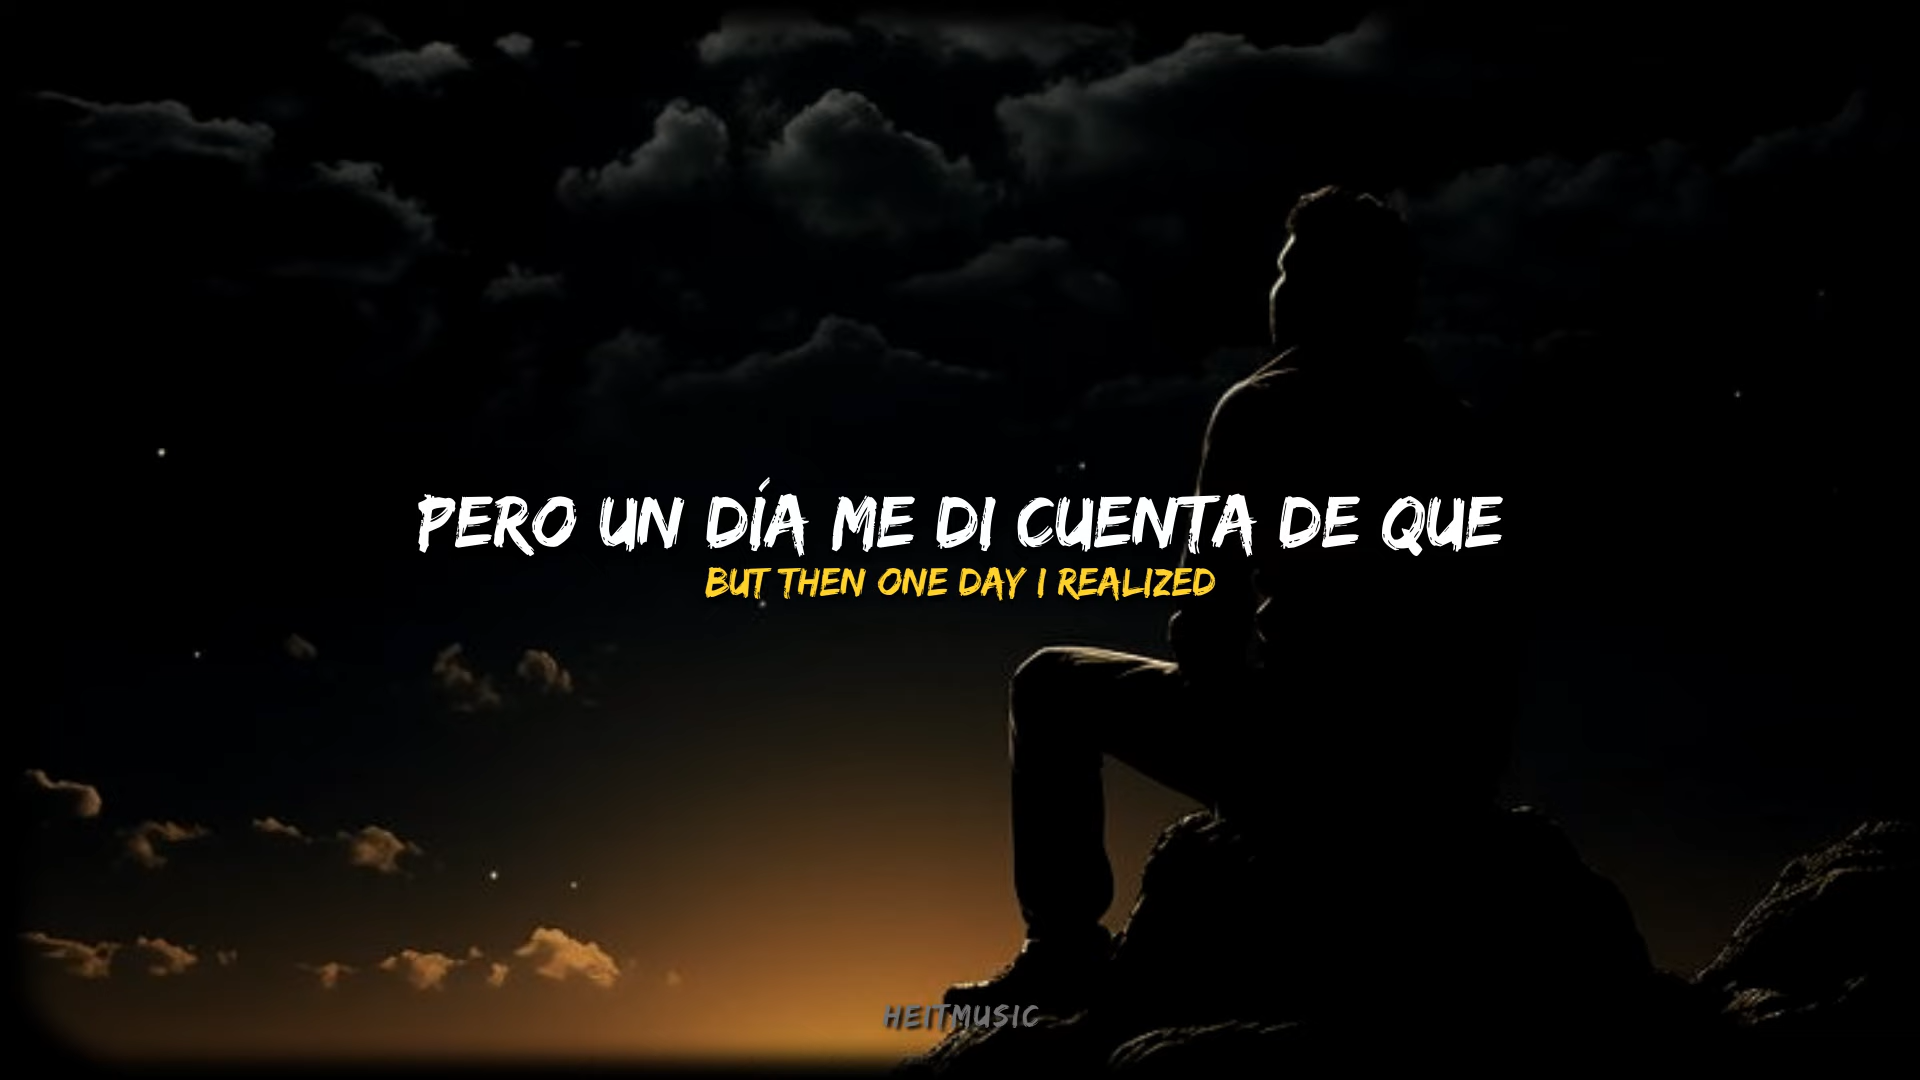 PERO UN DÍA ME DI CUENTA DE QUE
BUT THEN ONE DAY I REALIZED
HEITMUSIC